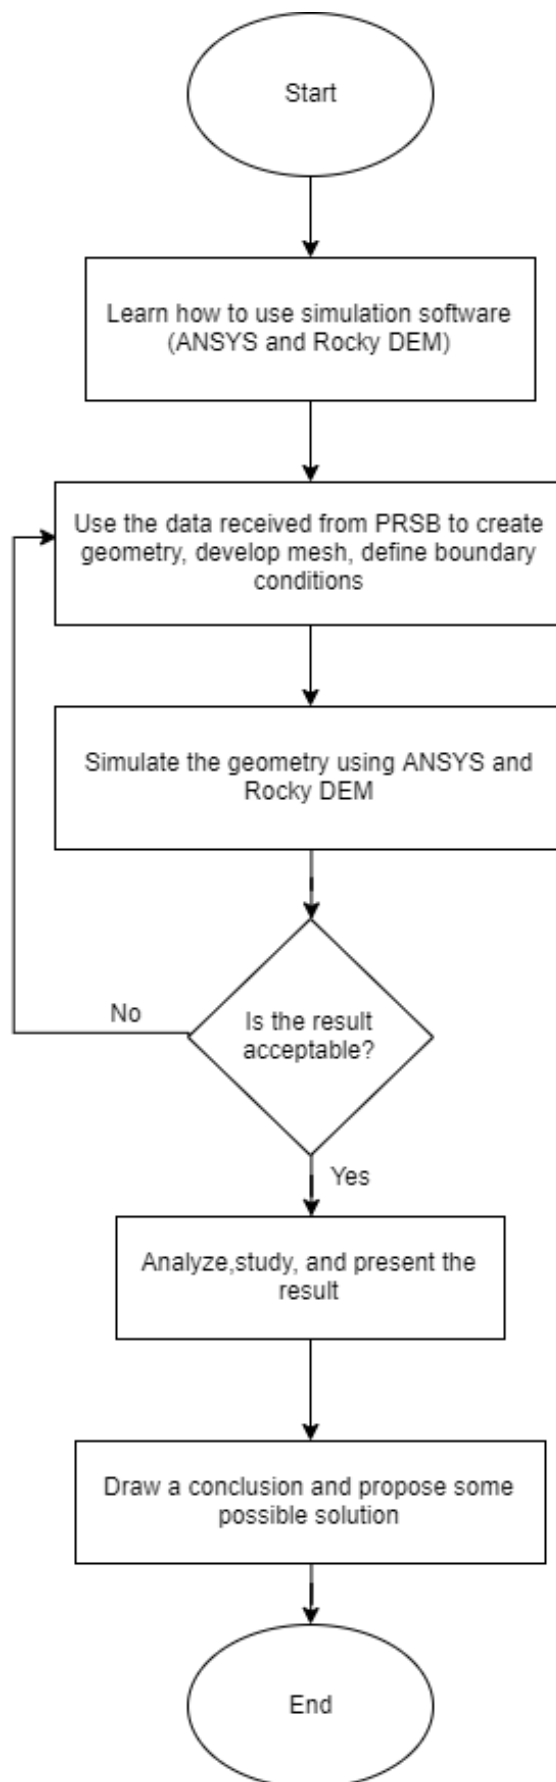 Start
Learn how to use simulation software
(ANSYS and Rocky DEM)
Use the data received from PRSB to create
geometry, develop mesh, define boundary
conditions
Simulate the geometry using ANSYS and
Rocky DEM
No
Is the result
acceptable?
Yes
Analyze,study, and present the
result
Draw a conclusion and propose some
possible solution
End